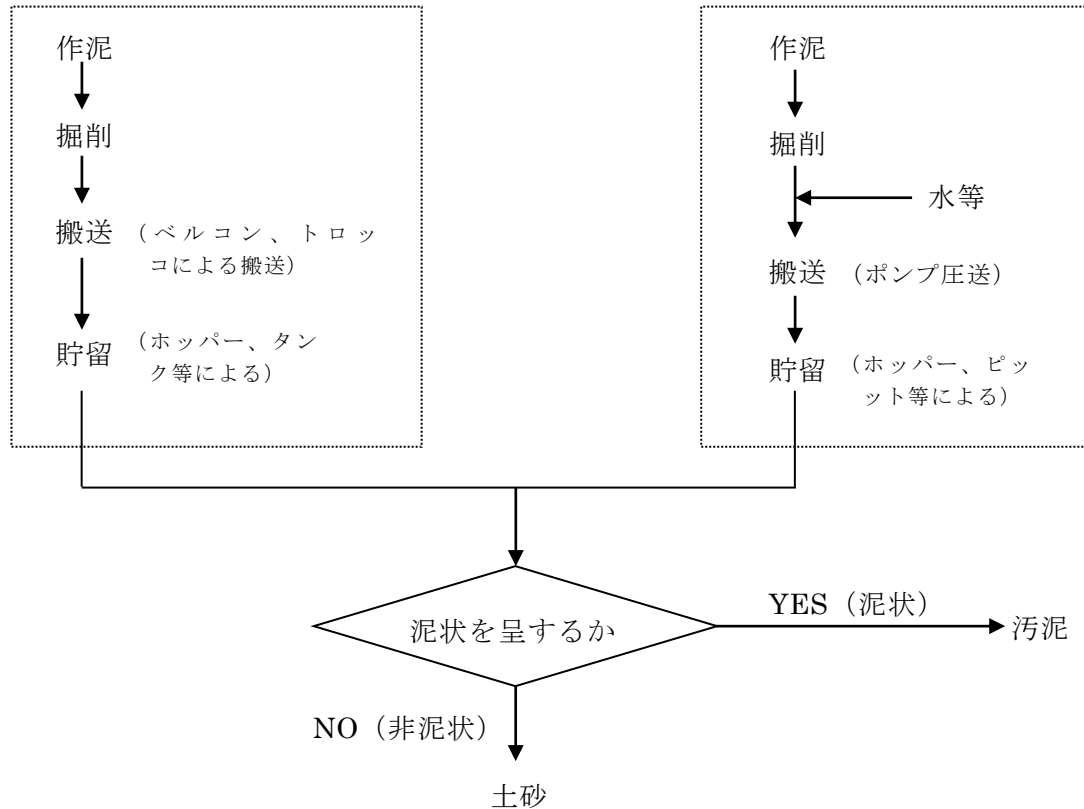 作泥
掘削
搬送
（ベルコン、トロッ
コによる搬送）
貯留
（ホッパー、タン
ク等による）
作泥
掘削
水等
搬送
（ポンプ圧送）
貯留
（ホッパー、ピッ
ット等による）
泥状を呈するか
YES（泥状）
汚泥
NO（非泥状）
土砂